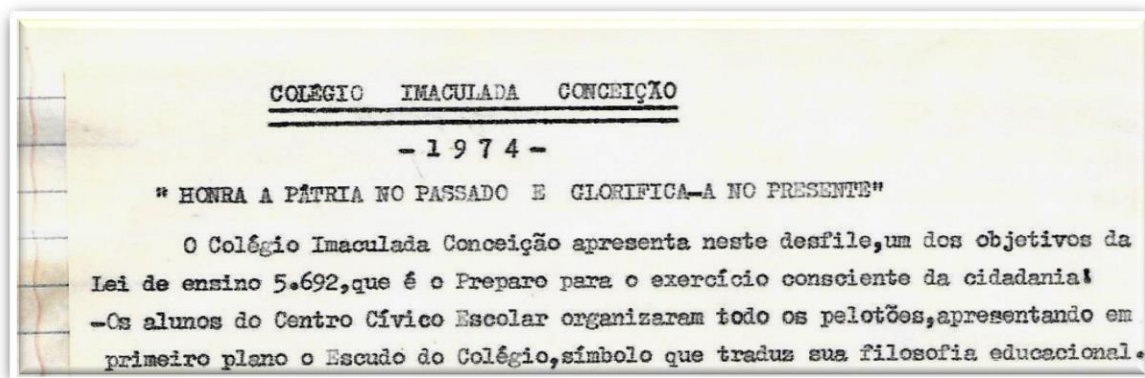 COLÉGIO IMACULADA CONCEIÇÃO
-1974-
" HONRA A PÁTRIA NO PASSADO E GLORIFICA-A NO PRESENTE"
O Colégio Imaculada Conceição apresenta neste desfile,um dos objetivos da
Lei de ensino 5.692,que é o Preparo para o exercício consciente da cidadania!
-Os alunos do Centro Cívico Escolar organizaram todo os pelotões,apresentando em
primeiro plano o Escudo do Colégio,símbolo que traduz sua filosofia educacional.